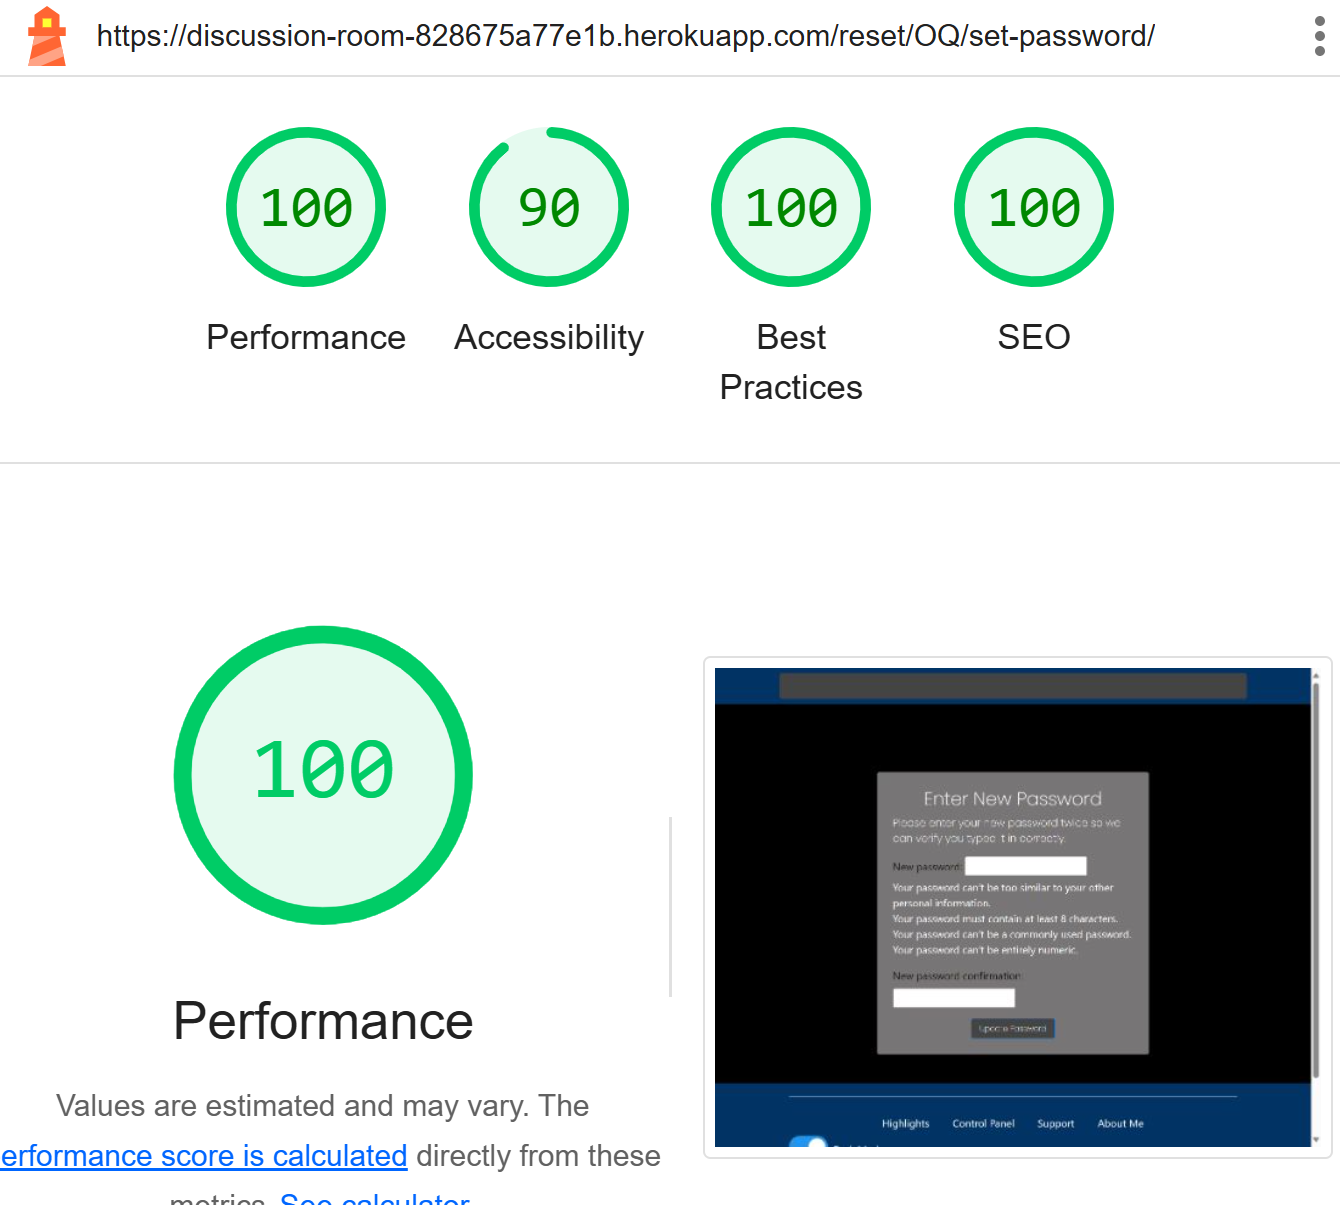 https://discussion-room-828675a77e1b.herokuapp.com/reset/OQ/set-password/
100
90
100
100
Performance
Accessibility
Best
Practices
SEO
100
Performance
Values are estimated and may vary. The
erformance score is calculated directly from these
metrics. See calculator
Enter New Password
Please enter your new password twice so we
can verify you typed it in correctly.
New password:
Your password can't be too similar to your other
personal information.
Your password must contain at least 8 characters.
Your password can't be a commonly used password.
Your password can't be entirely numeric.
New password confirmation:
Update Password
Highlights
Control Panel
Support
About Me